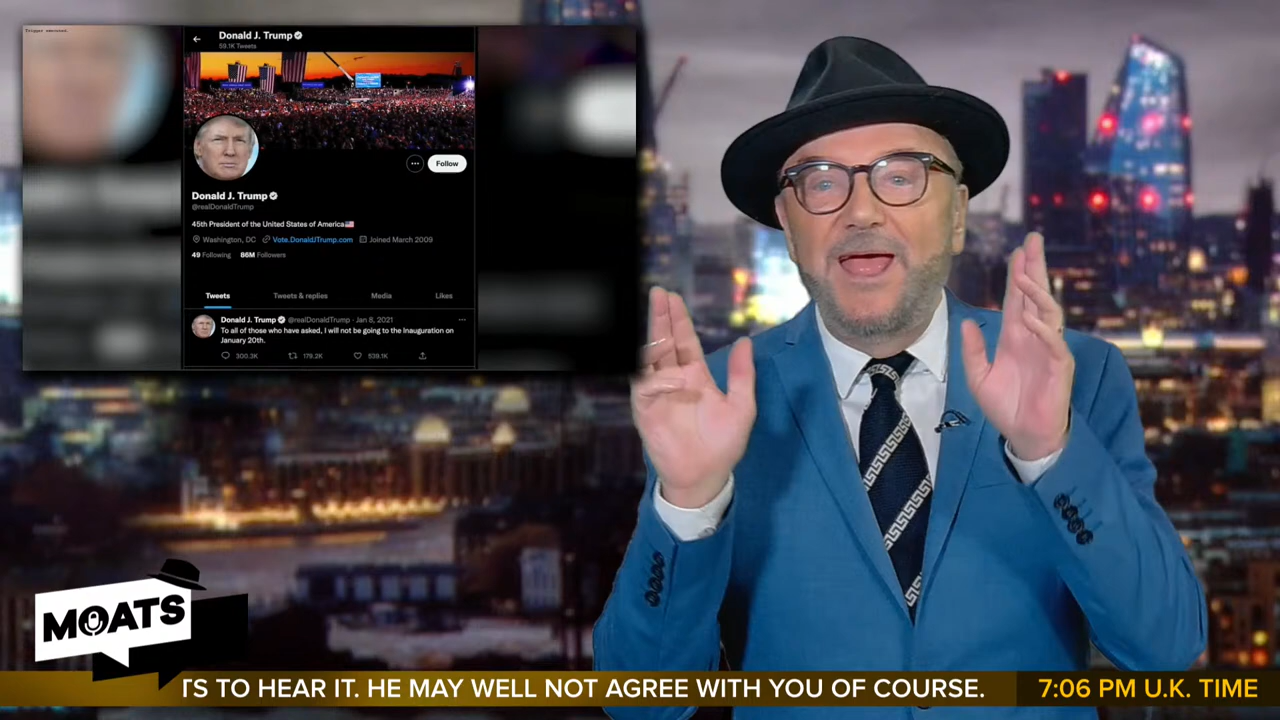 Trigger executed.
Donald J. Trump
59.1K Tweets
Follow
Donald J. Trump
@realDonaldTrump
45th President of the United States of America
Washington, DC Vote.DonaldJTrump.com Joined March 2009
49 Following 86M Followers
Tweets Tweets & replies Media Likes
Donald J. Trump @realDonaldTrump · Jan 8, 2021
To all of those who have asked, I will not be going to the Inauguration on
January 20th.
300.3K 179.2K 539.1K
MOATS
TS TO HEAR IT. HE MAY WELL NOT AGREE WITH YOU OF COURSE. 7:06 PM U.K. TIME